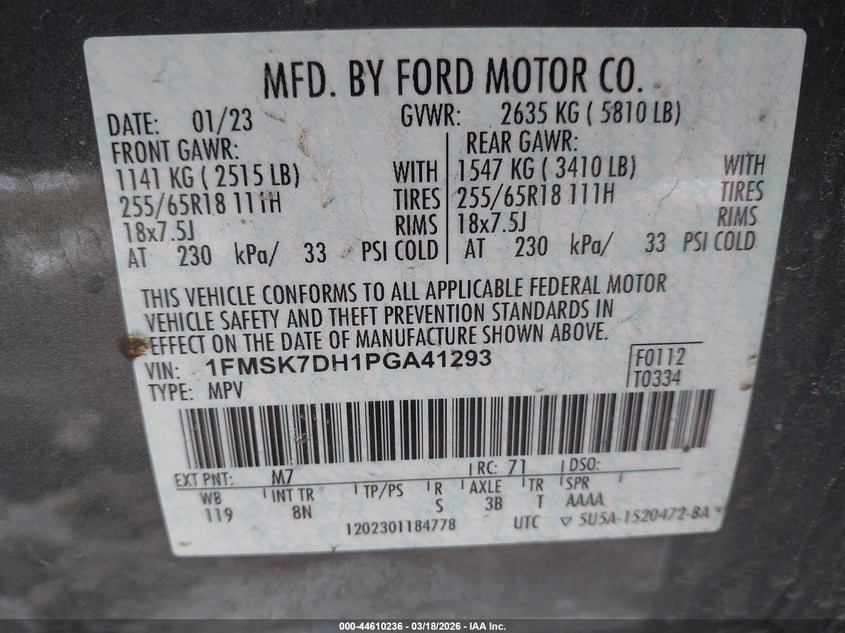 MFD. BY FORD MOTOR CO.
DATE: 01/23 GVWR: 2635 KG ( 5810 LB)
FRONT GAWR: REAR GAWR:
1141 KG ( 2515 LB) WITH 1547 KG ( 3410 LB) WITH
255/65R18 111H TIRES 255/65R18 111H TIRES
18x7.5J RIMS 18x7.5J RIMS
AT 230 kPa/ 33 PSI COLD AT 230 kPa/ 33 PSI COLD
THIS VEHICLE CONFORMS TO ALL APPLICABLE FEDERAL MOTOR
VEHICLE SAFETY AND THEFT PREVENTION STANDARDS IN
EFFECT ON THE DATE OF MANUFACTURE SHOWN ABOVE.
VIN: 1FMSK7DH1PGA41293 F0112
TYPE: MPV T0334
EXT PNT: M7 RC: 71 DSO:
WB INT TR TP/PS R AXLE TR SPR
119 8N S 3B T AAAA
1202301184778 UTC ▽ 5U5A-1520472-BA
000-44610236 - 03/18/2026 - IAA Inc.